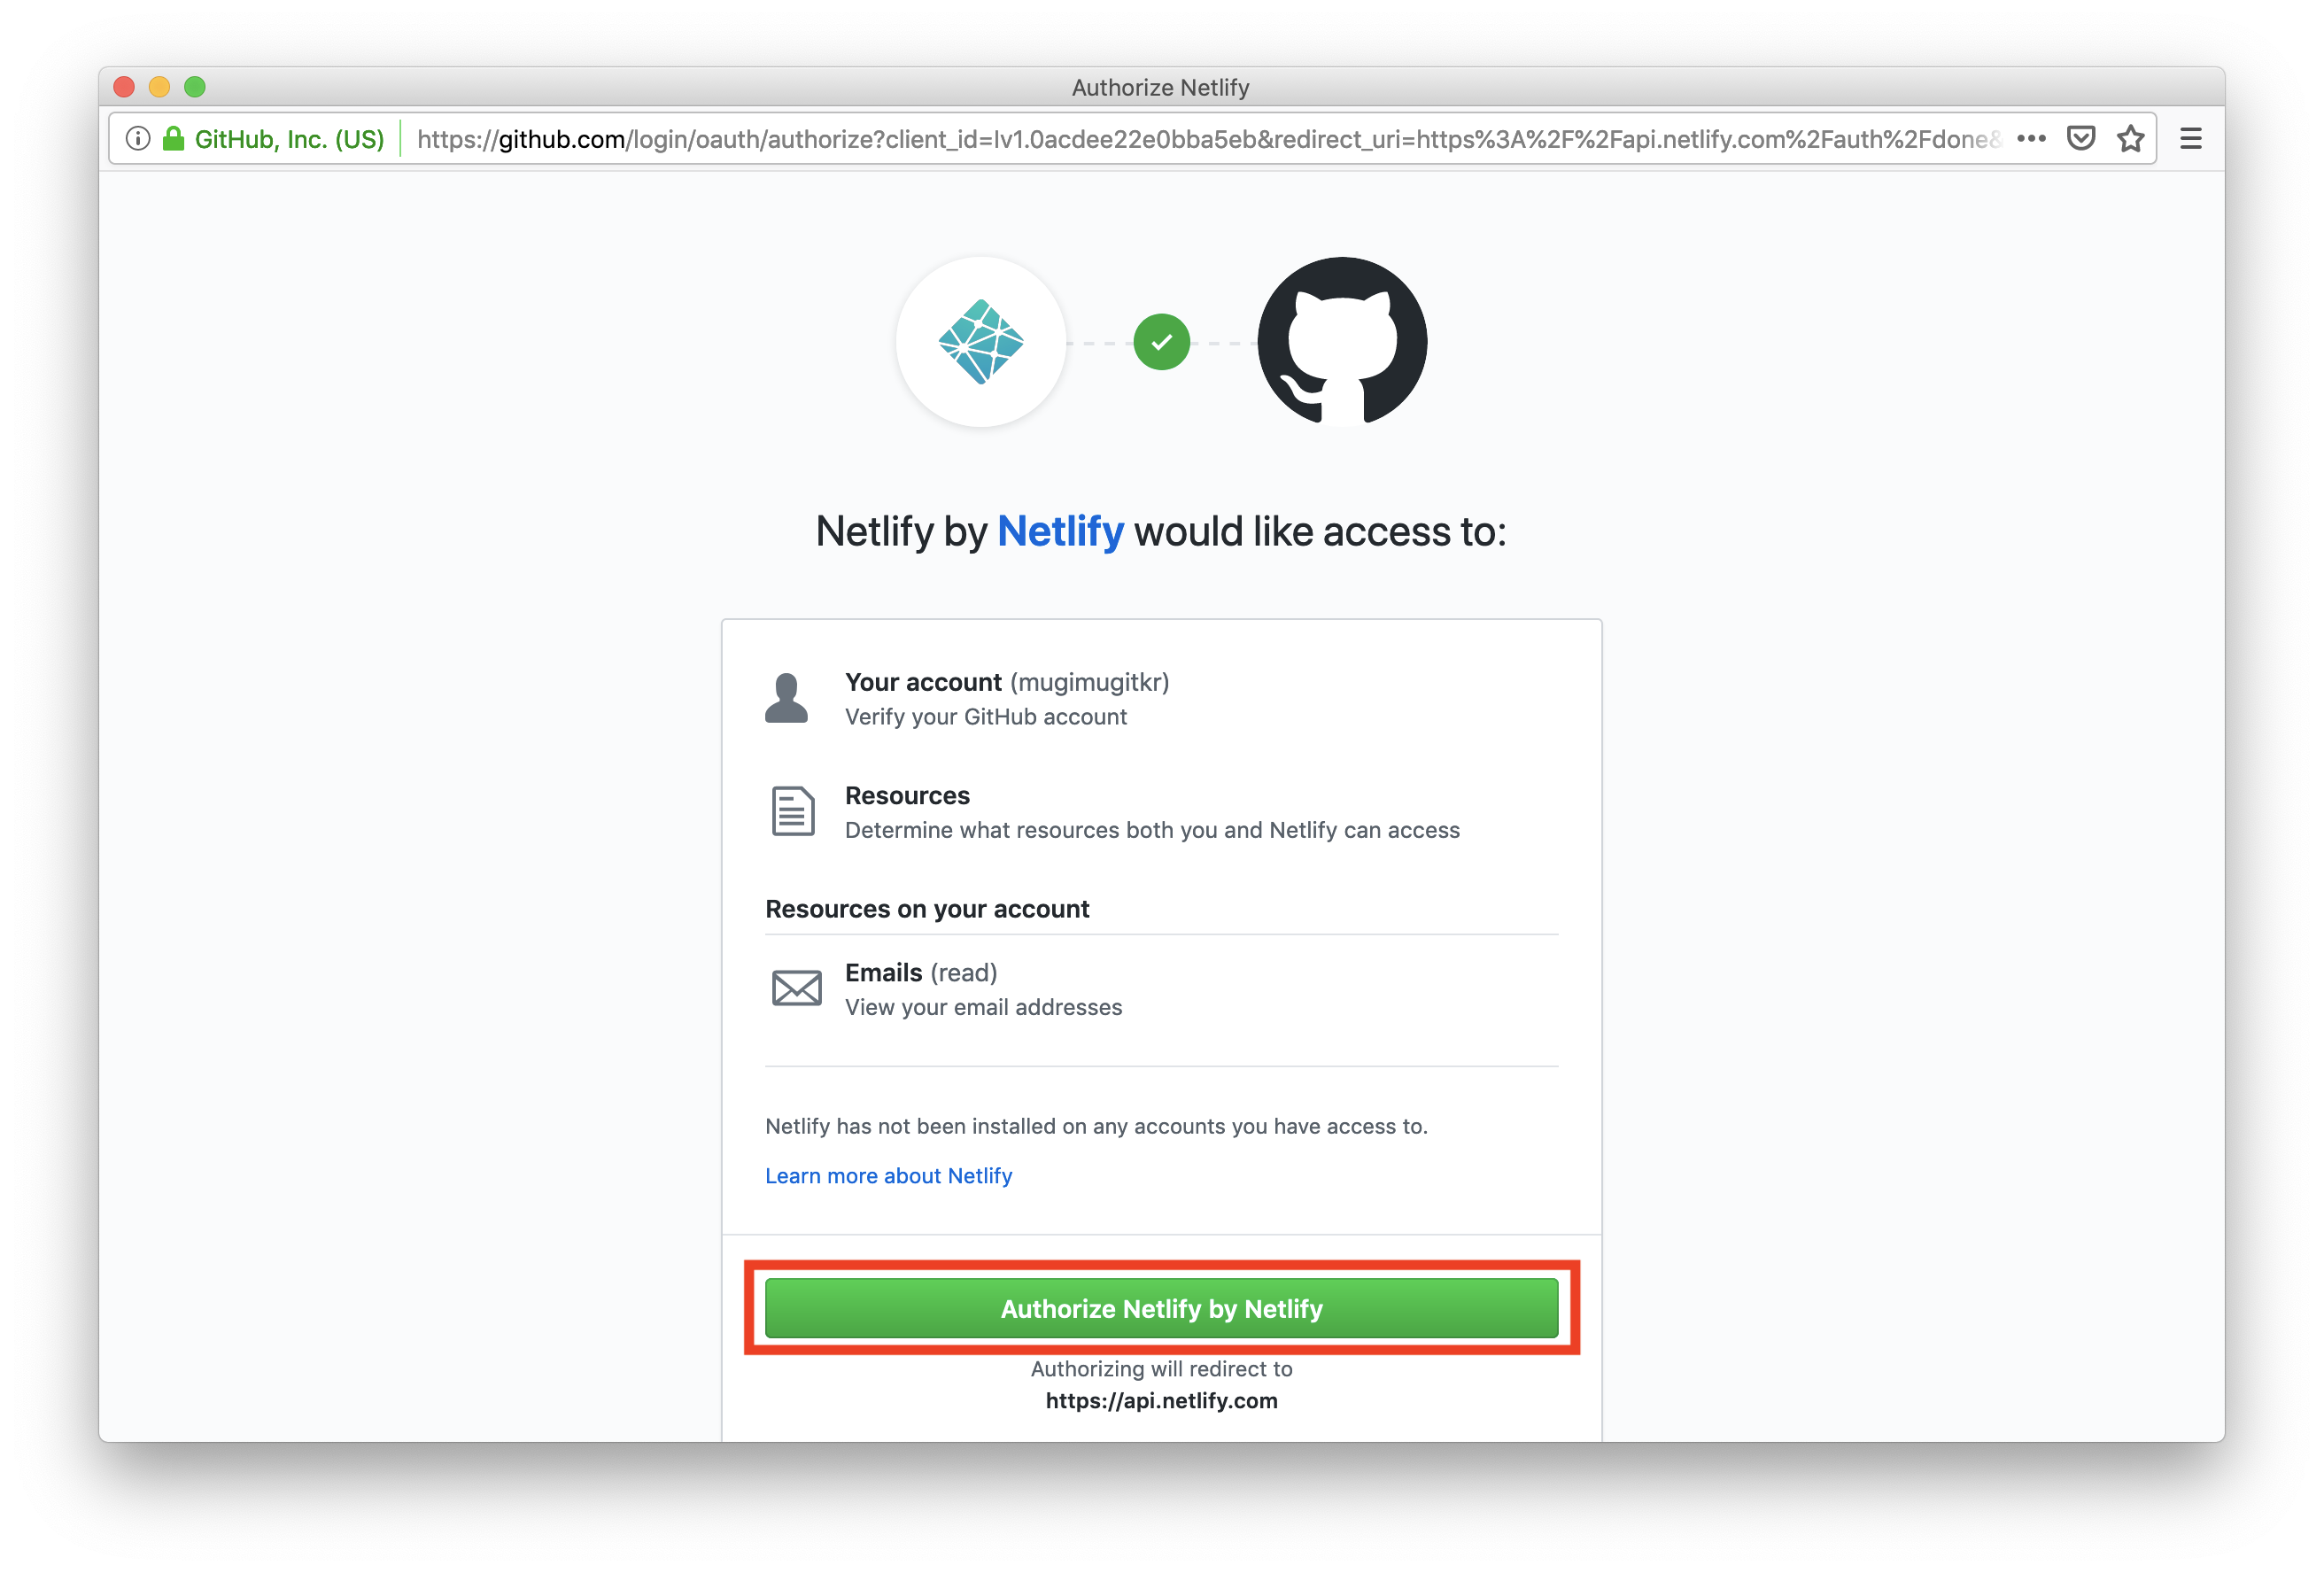 Authorize Netlify
GitHub, Inc. (US) https://github.com/login/oauth/authorize?client_id=Iv1.0acdee22e0bba5eb&redirect_uri=https%3A%2F%2Fapi.netlify.com%2Fauth%2Fdone&
Netlify by Netlify would like access to:
Your account (mugimugitkr)
Verify your GitHub account
Resources
Determine what resources both you and Netlify can access
Resources on your account
Emails (read)
View your email addresses
Netlify has not been installed on any accounts you have access to.
Learn more about Netlify
Authorize Netlify by Netlify
Authorizing will redirect to
https://api.netlify.com